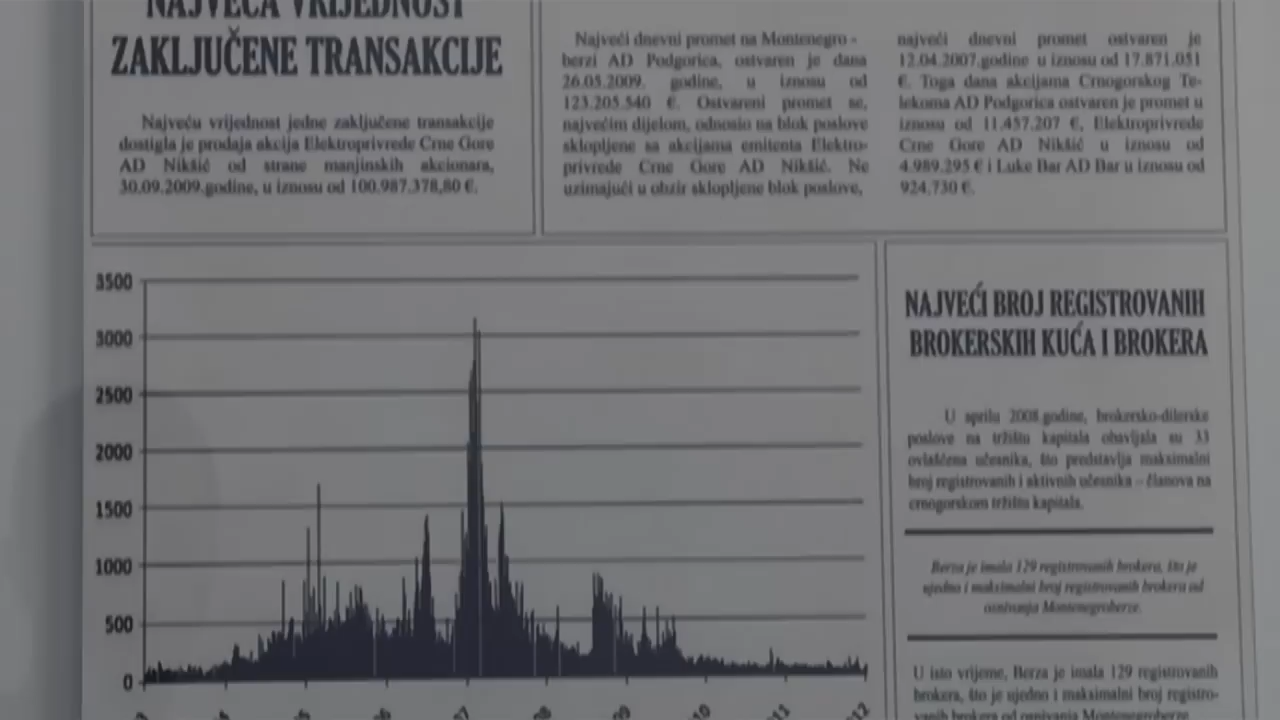 NAJVEĆA VRIJEDNOST
ZAKLJUČENE TRANSAKCIJE
Najveću vrijednost jedne zaključene transakcije
dostigla je prodaja akcija Elektroprivrede Crne Gore
AD Nikšić od strane manjinskih akcionara,
30.09.2009.godine, u iznosu od 100.987.378,80 €.
Najveći dnevni promet na Montenegro -
berzi AD Podgorica, ostvaren je dana
26.05.2009. godine, u iznosu od
123.205.540 €. Ostvareni promet se,
najvećim dijelom, odnosio na blok poslove
sklopljene sa akcijama emitenta Elektro-
privrede Crne Gore AD Nikšić. Ne
uzimajući u obzir sklopljene blok poslove,
najveći dnevni promet ostvaren je
12.04.2007.godine u iznosu od 17.871.051
€. Toga dana akcijama Crnogorskog Te-
lekoma AD Podgorica ostvaren je promet u
iznosu od 11.457.207 €, Elektroprivrede
Crne Gore AD Nikšić u iznosu od
4.989.295 € i Luke Bar AD Bar u iznosu od
924.730 €.
3500
3000
2500
2000
1500
1000
500
0
NAJVEĆI BROJ REGISTROVANIH
BROKERSKIH KUĆA I BROKERA
U aprilu 2008.godine, brokersko-dilerske
poslove na tržištu kapitala obavljala su 33
ovlašćena učesnika, što predstavlja maksimalni
broj registrovanih i aktivnih učesnika – članova na
crnogorskom tržištu kapitala.
Berza je imala 129 registrovanih brokera, što je
ujedno i maksimalni broj registrovanih brokera od
osnivanja Montenegroberze.
U isto vrijeme, Berza je imala 129 registrovanih
brokera, što je ujedno i maksimalni broj registro-
vanih brokera od osnivanja Montenegroberze.